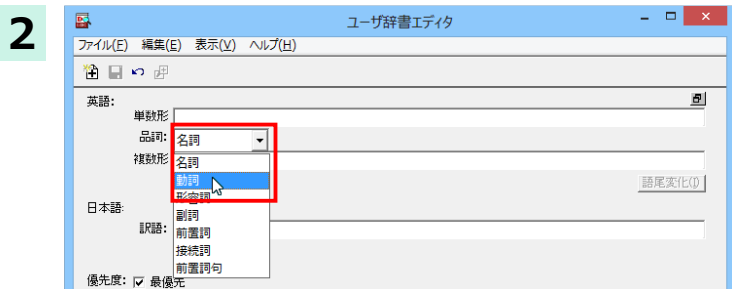 2
ユーザ辞書エディタ
ファイル(F) 編集(E) 表示(V) ヘルプ(H)
英語:
単数形
品詞: 名詞
複数形
名詞
動詞
形容詞
副詞
前置詞
接続詞
前置詞句
語尾変化(I)
日本語:
訳語:
優先度: 最優先